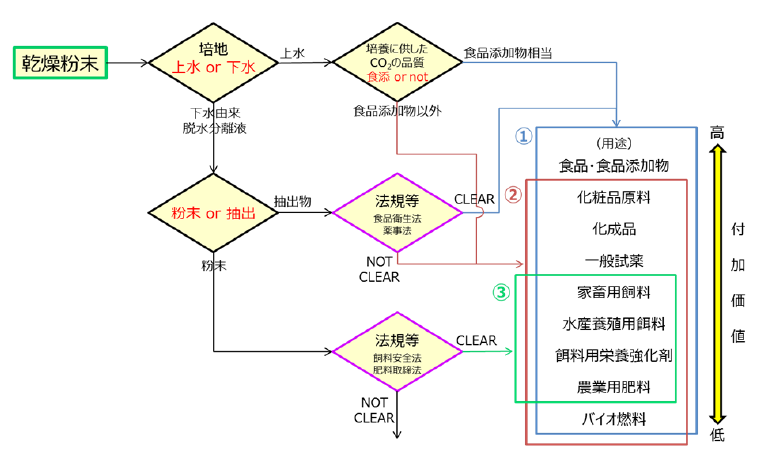 乾燥粉末
培地
上水 or 下水
上水
培養に供した
CO₂の品質
食添 or not
食品添加物相当
食品添加物以外
下水由来
脱水分離液
粉末 or 抽出
抽出物
法規等
食品衛生法
薬事法
CLEAR
NOT
CLEAR
粉末
法規等
飼料安全法
肥料取締法
CLEAR
NOT
CLEAR
①
(用途)
食品・食品添加物
②
化粧品原料
化成品
一般試薬
③
家畜用飼料
水産養殖用餌料
餌料用栄養強化剤
農業用肥料
バイオ燃料
高
付加価値
低